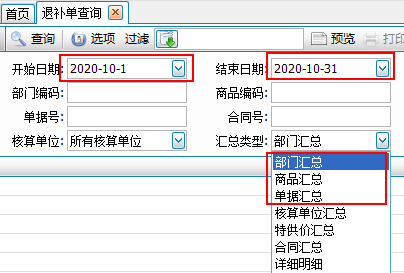 首页 退补单查询
查询 选项 过滤 预览 打印
开始日期: 2020-10-1 结束日期: 2020-10-31
部门编码: 商品编码:
单据号: 合同号:
核算单位: 所有核算单位 汇总类型: 部门汇总
部门汇总
商品汇总
单据汇总
核算单位汇总
特供价汇总
合同汇总
详细明细